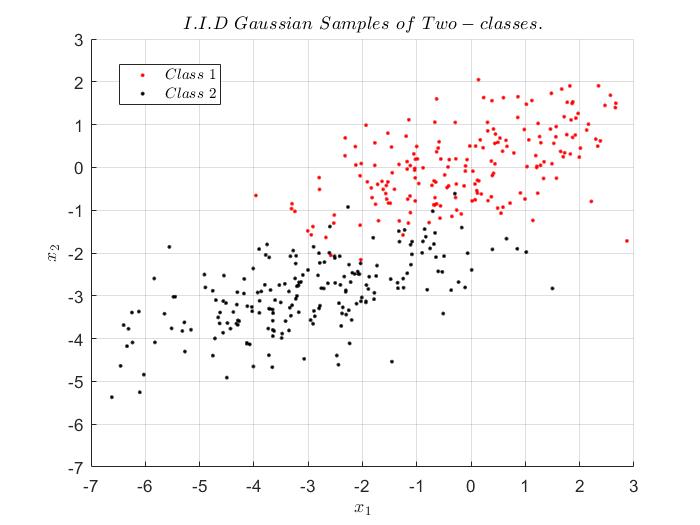 I.I.D Gaussian Samples of Two − classes.
3
2
1
0
-1
-2
-3
-4
-5
-6
-7
x₂
Class 1
Class 2
-7 -6 -5 -4 -3 -2 -1 0 1 2 3
x₁